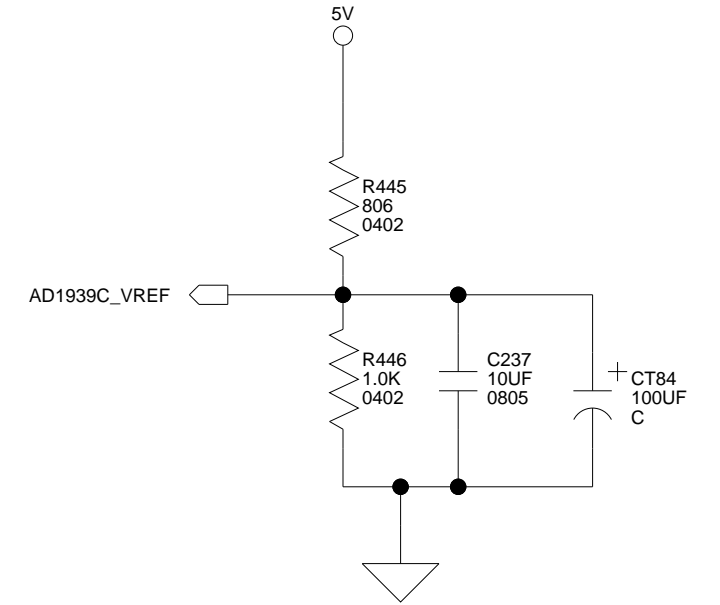 5V
R445
806
0402
AD1939C_VREF
R446
1.0K
0402
C237
10UF
0805
CT84
100UF
C